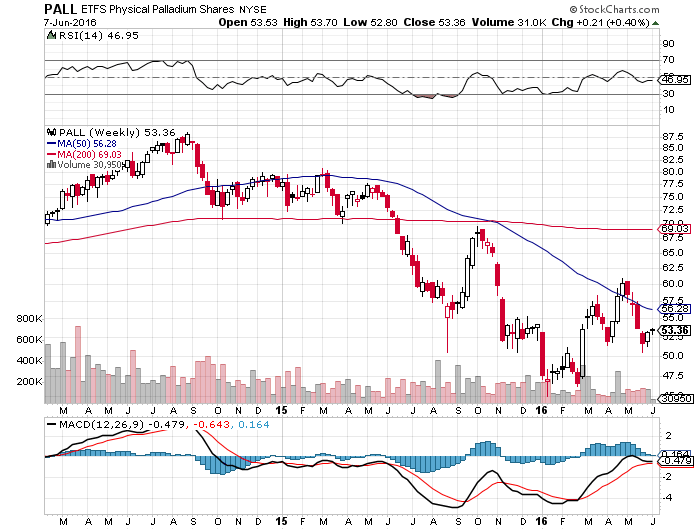 PALL ETFS Physical Palladium Shares NYSE © StockCharts.com
7-Jun-2016 Open 53.53 High 53.70 Low 52.80 Close 53.36 Volume 31.0K Chg +0.21 (+0.40%)
RSI(14) 46.95
90
70
50
46.95
30
10
PALL (Weekly) 53.36
MA(50) 56.28
MA(200) 69.03
Volume 30,950
87.5
85.0
82.5
80.0
77.5
75.0
72.5
70.0
69.03
67.5
65.0
62.5
60.0
57.5
56.28
55.0
53.36
52.5
50.0
47.5
45.0
800K
600K
400K
200K
30950
M A M J J A S O N D 15 F M A M J J A S O N D 16 F M A M J
MACD(12,26,9) -0.479, -0.643, 0.164
2
0.164
-0.479
-2
-4
M A M J J A S O N D 15 F M A M J J A S O N D 16 F M A M J